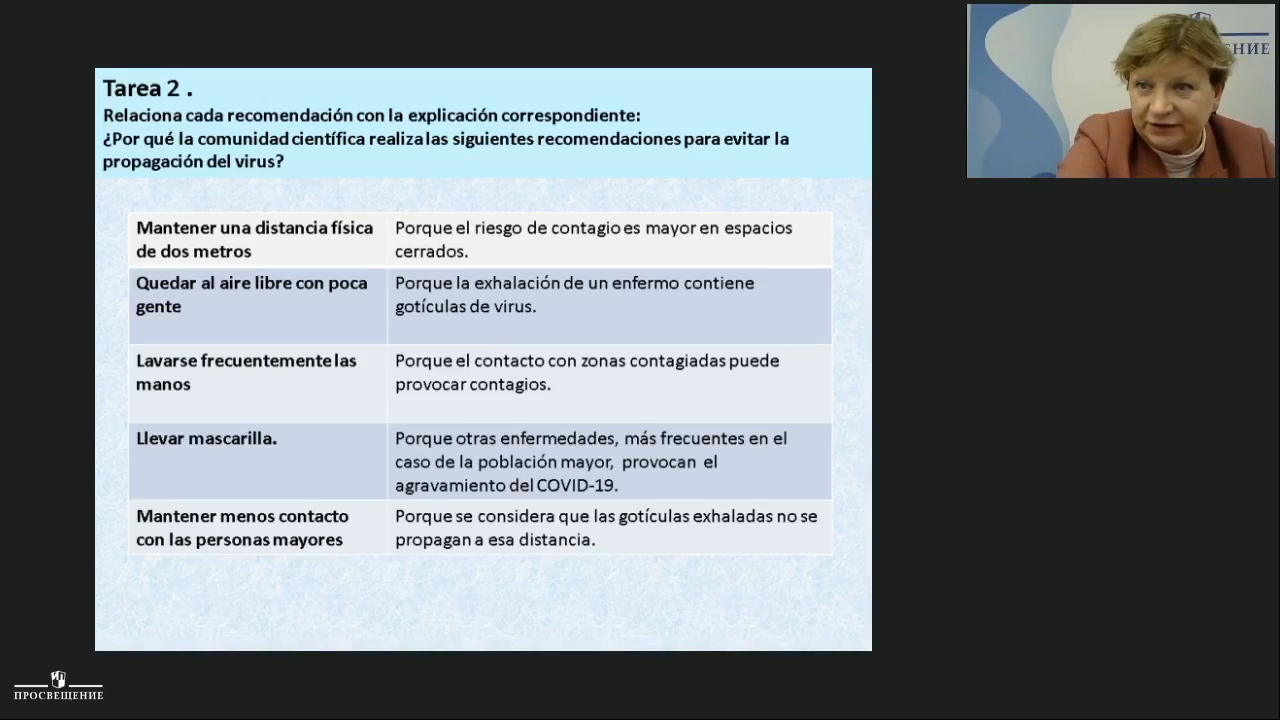 Tarea 2 .
Relaciona cada recomendación con la explicación correspondiente:
¿Por qué la comunidad científica realiza las siguientes recomendaciones para evitar la
propagación del virus?
Mantener una distancia física
de dos metros
Porque el riesgo de contagio es mayor en espacios
cerrados.
Quedar al aire libre con poca
gente
Porque la exhalación de un enfermo contiene
gotículas de virus.
Lavarse frecuentemente las
manos
Porque el contacto con zonas contagiadas puede
provocar contagios.
Llevar mascarilla.
Porque otras enfermedades, más frecuentes en el
caso de la población mayor, provocan el
agravamiento del COVID-19.
Mantener menos contacto
con las personas mayores
Porque se considera que las gotículas exhaladas no se
propagan a esa distancia.
ЩЕНИЕ
ПРОСВЕЩЕНИЕ